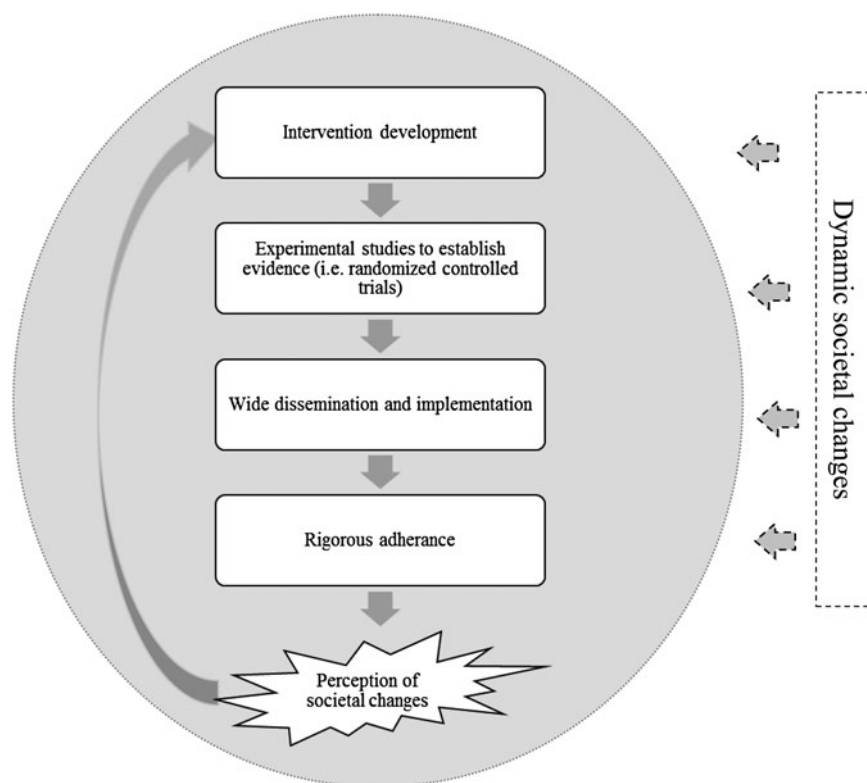 Intervention development
Experimental studies to establish
evidence (i.e. randomized controlled
trials)
Wide dissemination and implementation
Rigorous adherance
Perception of
societal changes
Dynamic societal changes